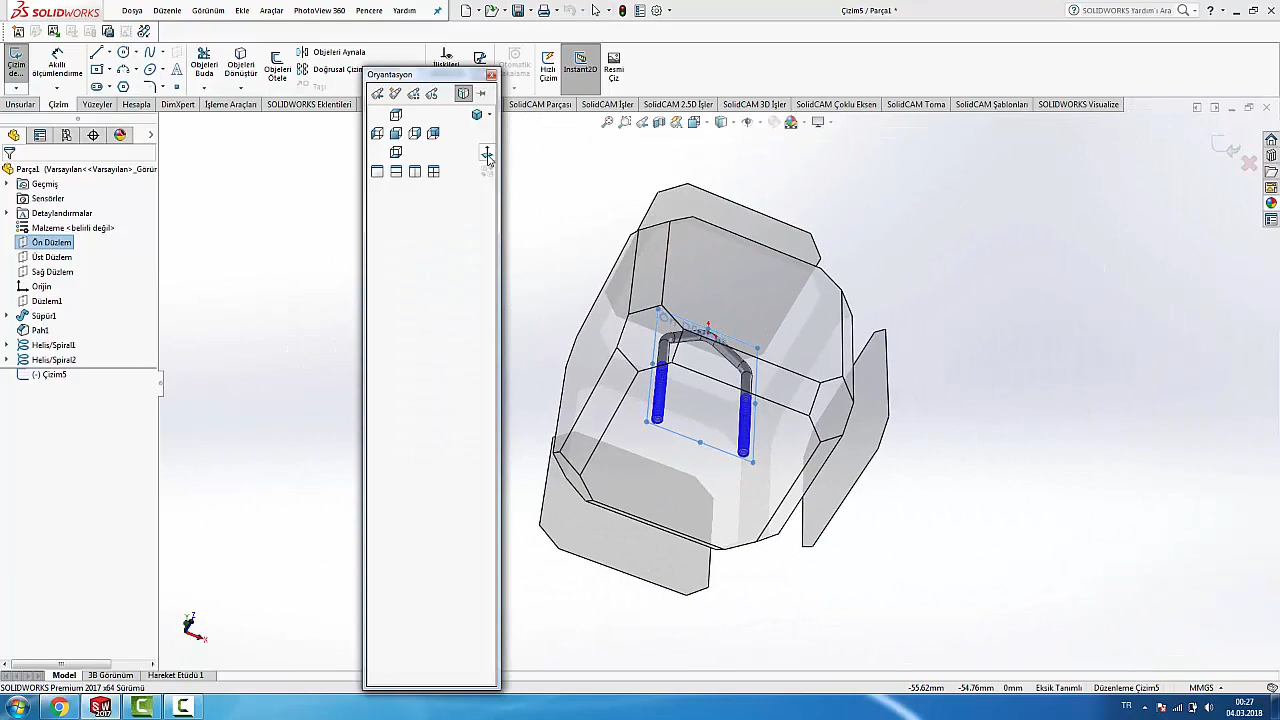 SOLIDWORKS
Dosya Düzenle Görünüm Ekle Araçlar PhotoView 360 Pencere Yardım
Çizim5 / Parça1 *
SOLIDWORKS Yardım'ı Ara
Çizim de...
Akıllı ölçümlendirme
Objeleri Buda
Objeleri Dönüştür
Objeleri Ötele
Objeleri Aynala
Doğrusal Çizim
Taşı
İlişkileri
Hızlı Çizim
Instant2D
Resmi Çiz
Unsurlar Çizim Yüzeyler Hesapla DimXpert İşleme Araçları SOLIDWORKS Eklentileri SolidCAM Parçası SolidCAM İşler SolidCAM 2.5D İşler SolidCAM 3D İşler SolidCAM Çoklu Eksen SolidCAM Toma SolidCAM Şablonları SOLIDWORKS Visualize
Oryantasyon
Parça1 (Varsayılan<<Varsayılan>_Görür
Geçmiş
Sensörler
Detaylandırmalar
Malzeme <belirli değil>
Ön Düzlem
Üst Düzlem
Sağ Düzlem
Orijin
Düzlem1
Süpür1
Pah1
Helis/Spiral1
Helis/Spiral2
(-) Çizim5
Z
X
Model 3B Görünüm Hareket Etüdü 1
SOLIDWORKS Premium 2017 x64 Sürümü
-55.62mm -54.76mm 0mm Eksik Tanımlı Düzenleme Çizim5 MMGS
TR
00:27
04.03.2018